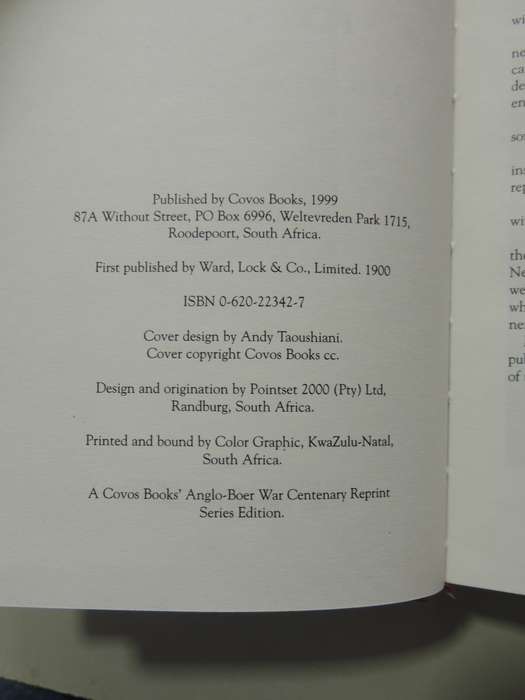 Published by Covos Books, 1999
87A Without Street, PO Box 6996, Weltevreden Park 1715,
Roodepoort, South Africa.
First published by Ward, Lock & Co., Limited. 1900
ISBN 0-620-22342-7
Cover design by Andy Taoushiani.
Cover copyright Covos Books cc.
Design and origination by Pointset 2000 (Pty) Ltd,
Randburg, South Africa.
Printed and bound by Color Graphic, KwaZulu-Natal,
South Africa.
A Covos Books' Anglo-Boer War Centenary Reprint
Series Edition.